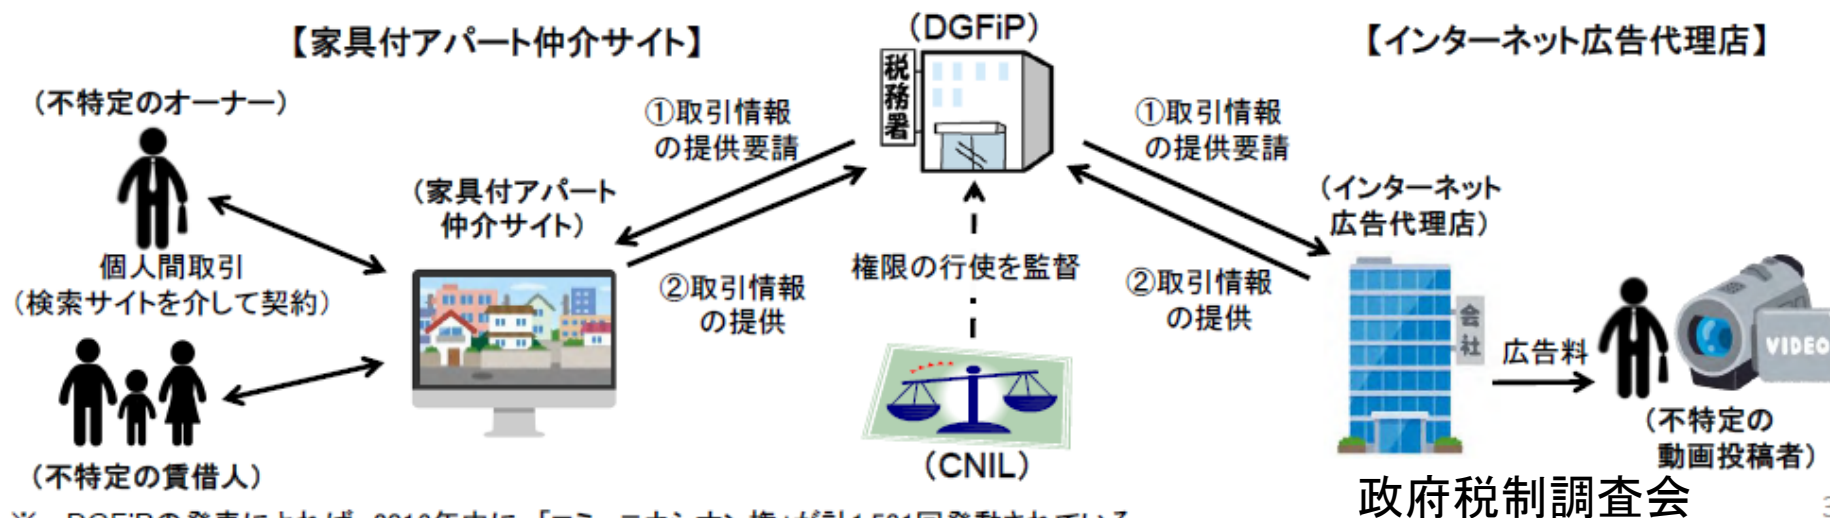 【家具付アパート仲介サイト】
(DGFiP)
【インターネット広告代理店】
(不特定のオーナー)
税務署
①取引情報
の提供要請
①取引情報
の提供要請
(家具付アパート
仲介サイト)
(インターネット
広告代理店)
個人間取引
(検索サイトを介して契約)
②取引情報
の提供
権限の行使を監督
②取引情報
の提供
会社
広告料
VIDEO
(不特定の
動画投稿者)
(不特定の賃借人)
(CNIL)
政府税制調査会